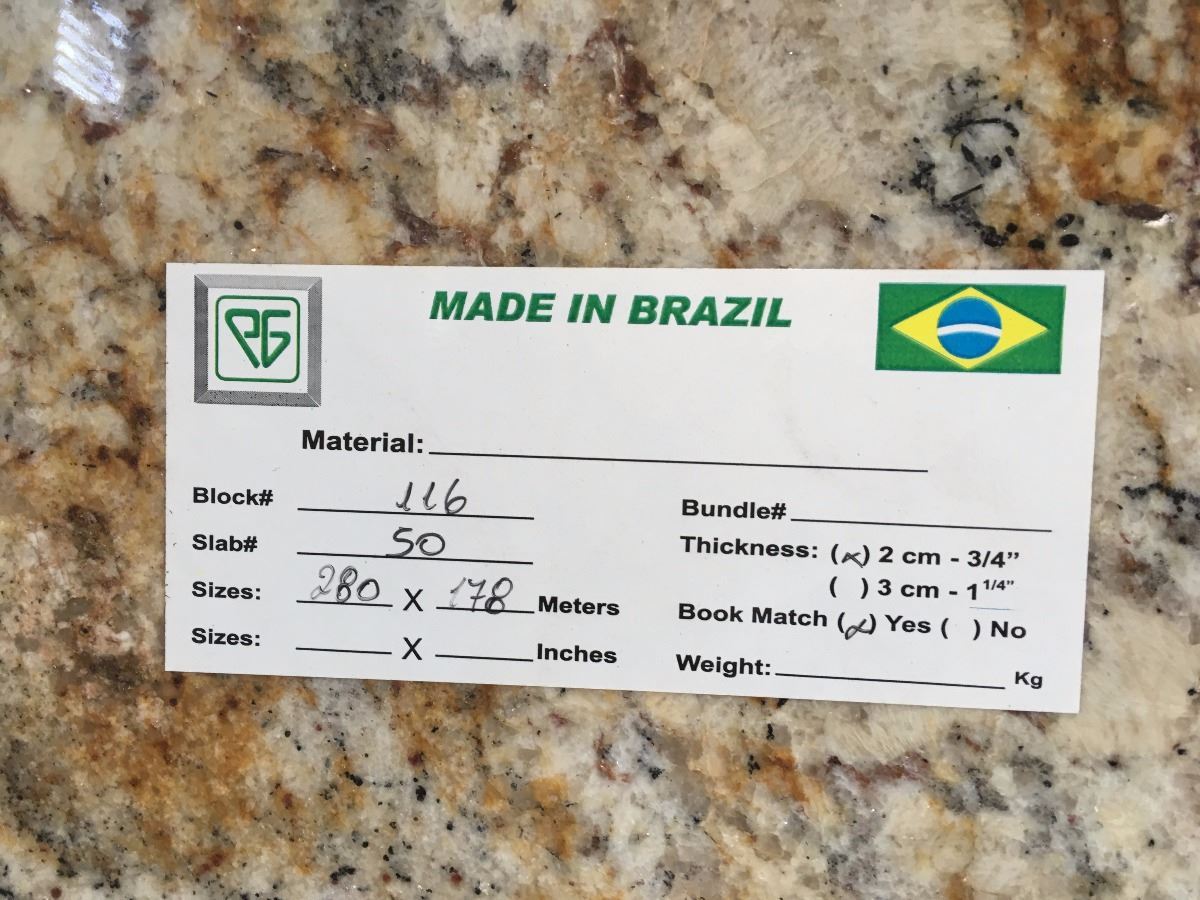 PG
MADE IN BRAZIL
Material:
Block# 116
Slab# 50
Sizes: 280 X 178 Meters
Sizes: X Inches
Bundle#
Thickness: (x) 2 cm - 3/4”
( ) 3 cm - 1 1/4”
Book Match (x) Yes ( ) No
Weight: Kg